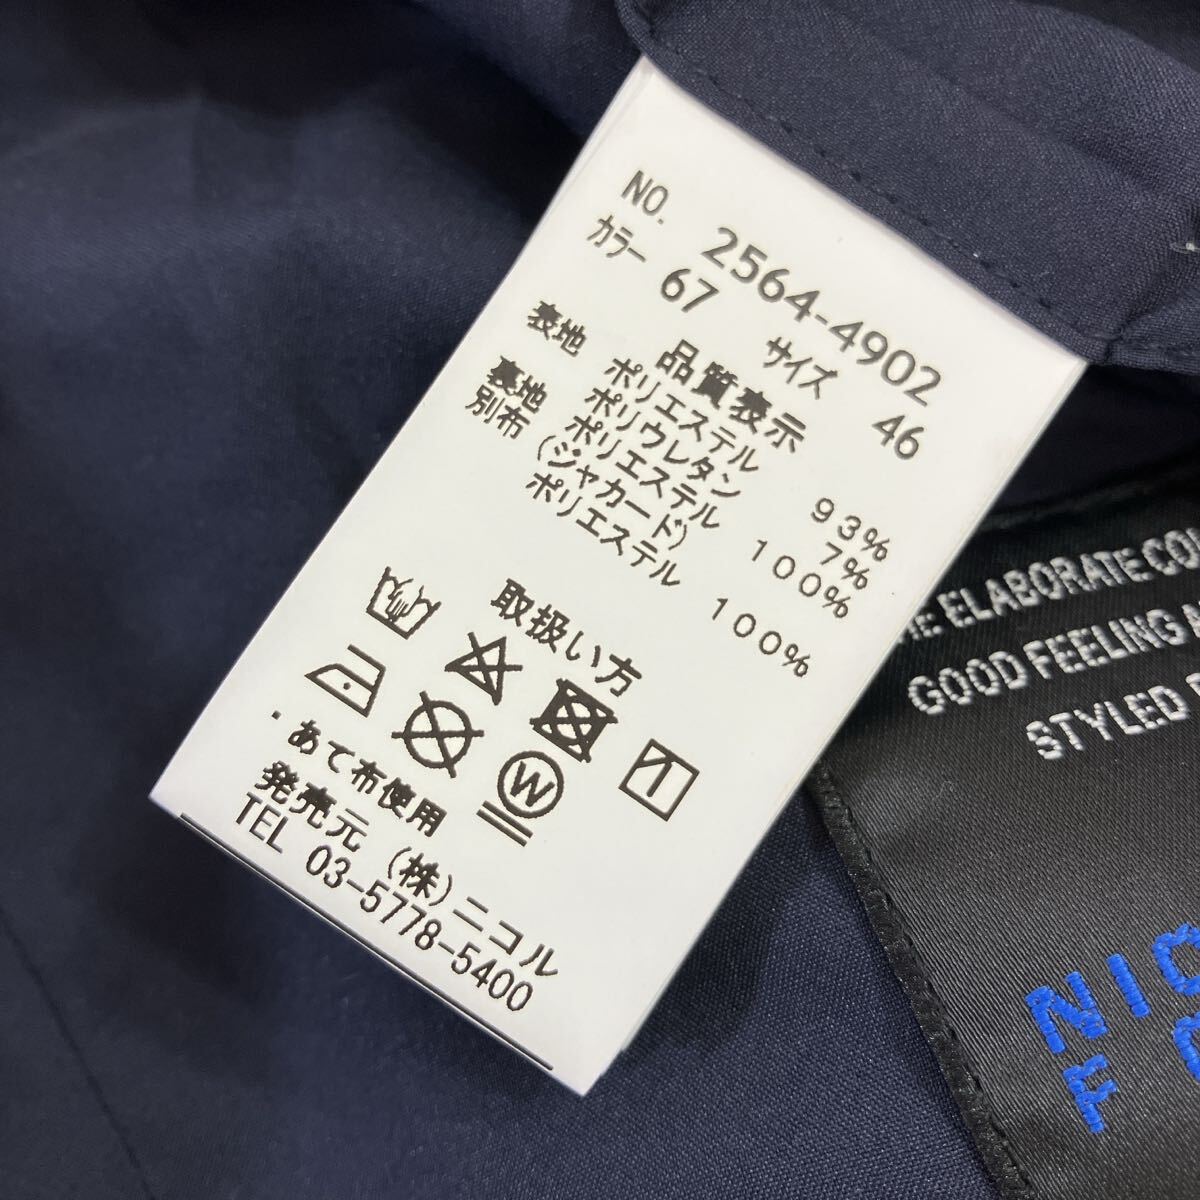 NO. 2564-4902
カラー 67 サイズ 46
品質表示
表地 ポリエステル 93%
ポリウレタン 7%
裏地 ポリエステル 100%
別布 (ジャカード)
ポリエステル 100%
取扱い方
W
・あて布使用
発売元 (株)ニコル
TEL 03-5778-5400
ELABORATE
GOOD FEELING
STYLED